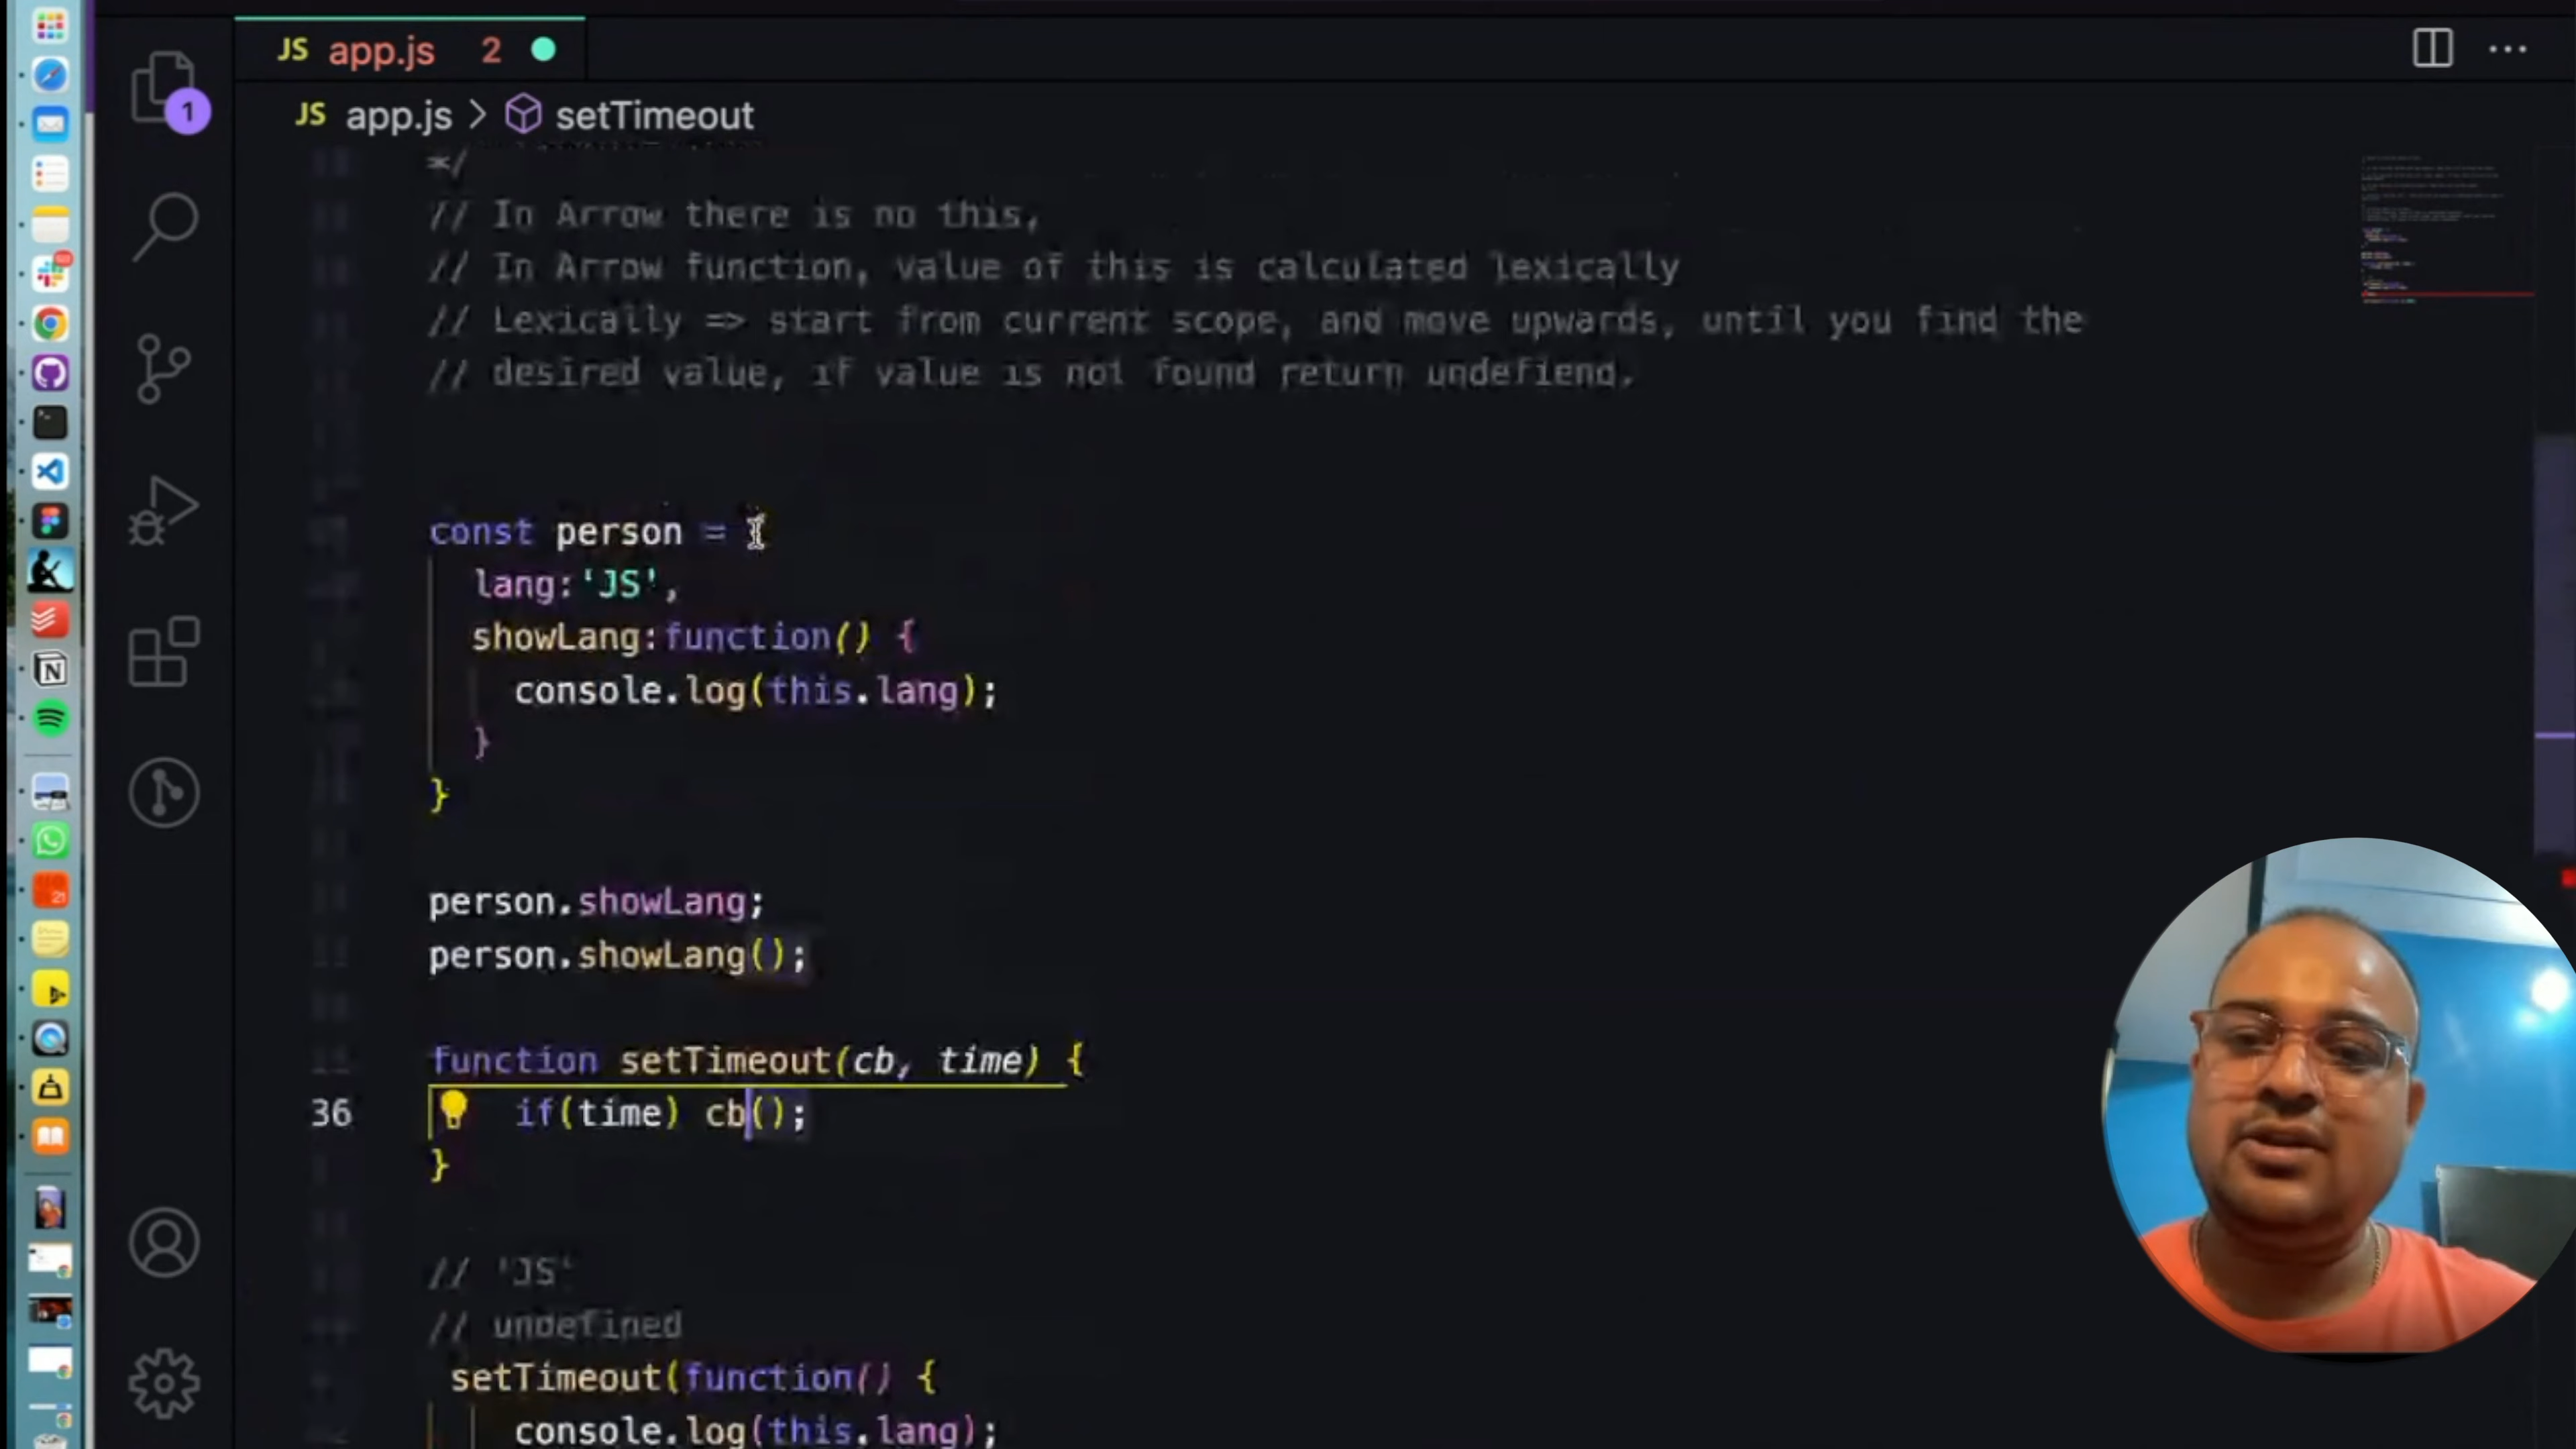 JS app.js 2
1
JS app.js > setTimeout
*/
// In Arrow there is no this,
// In Arrow function, value of this is calculated lexically
// Lexically => start from current scope, and move upwards, until you find the
// desired value, if value is not found return undefiend.
const person = {
lang:'JS',
showLang:function() {
console.log(this.lang);
}
}
person.showLang;
person.showLang();
function setTimeout(cb, time) {
36 if(time) cb();
}
// 'JS'
// undefined
setTimeout(function() {
console.log(this.lang);